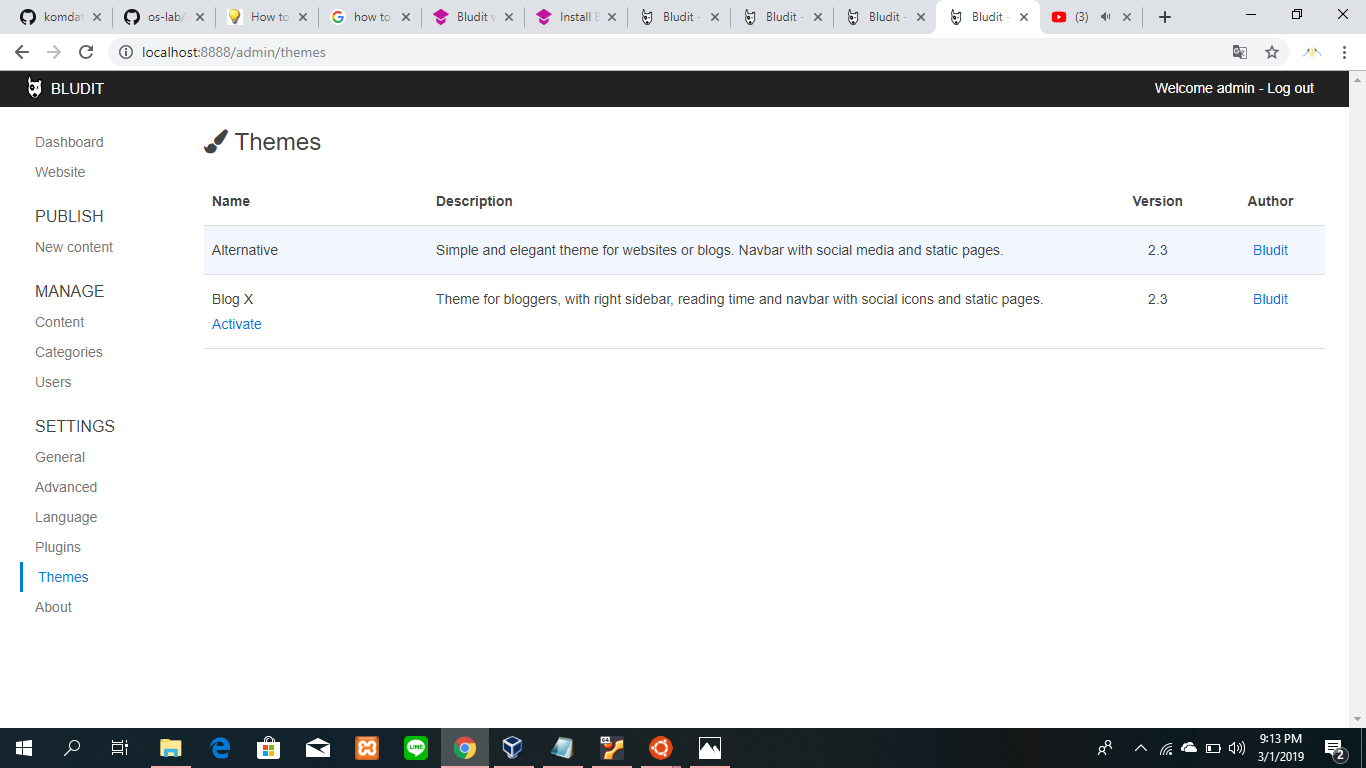 komdat
os-lab/
How to
how to
Bludit v
Install B
Bludit -
Bludit -
Bludit -
Bludit -
(3)
localhost:8888/admin/themes
BLUDIT
Welcome admin - Log out
Dashboard
Website
PUBLISH
New content
MANAGE
Content
Categories
Users
SETTINGS
General
Advanced
Language
Plugins
Themes
About
Themes
Name Description Version Author
Alternative Simple and elegant theme for websites or blogs. Navbar with social media and static pages. 2.3 Bludit
Blog X Theme for bloggers, with right sidebar, reading time and navbar with social icons and static pages. 2.3 Bludit
Activate
LINE
64
9:13 PM
3/1/2019
2